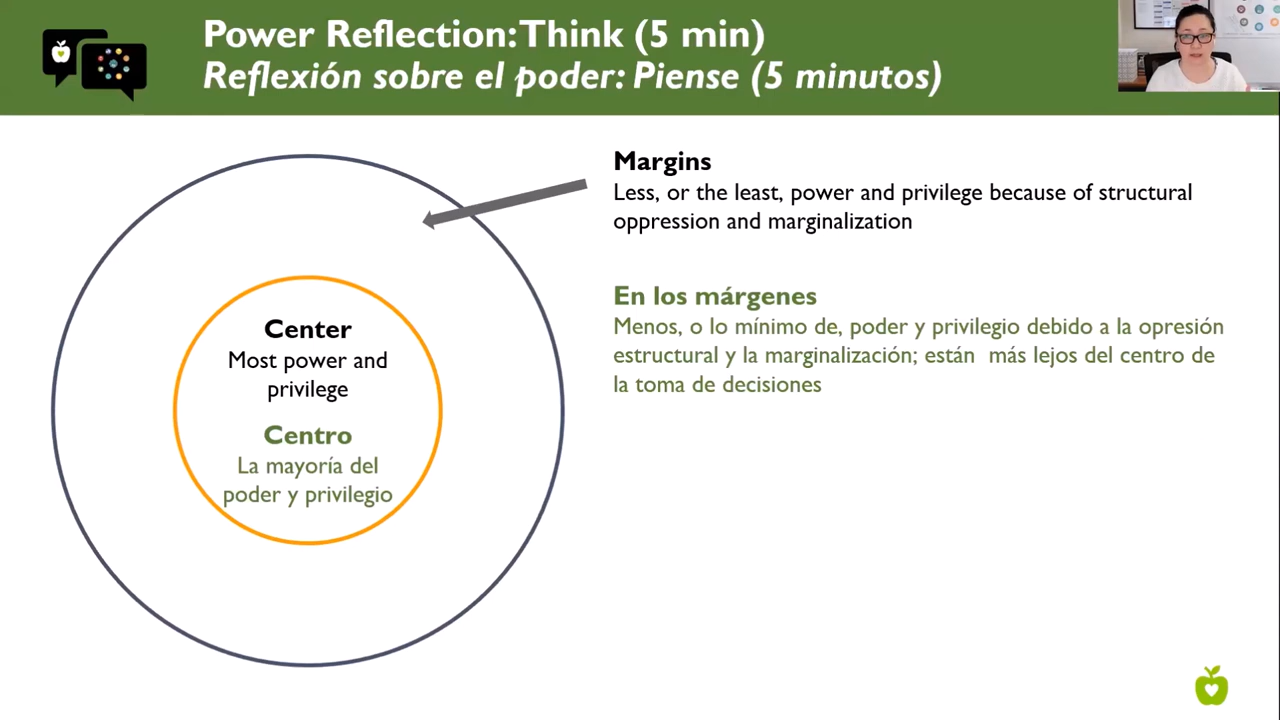 Power Reflection: Think (5 min)
Reflexión sobre el poder: Piense (5 minutos)
Margins
Less, or the least, power and privilege because of structural
oppression and marginalization
En los márgenes
Menos, o lo mínimo de, poder y privilegio debido a la opresión
estructural y la marginalización; están  más lejos del centro de
la toma de decisiones
Center
Most power and
privilege
Centro
La mayoría del
poder y privilegio